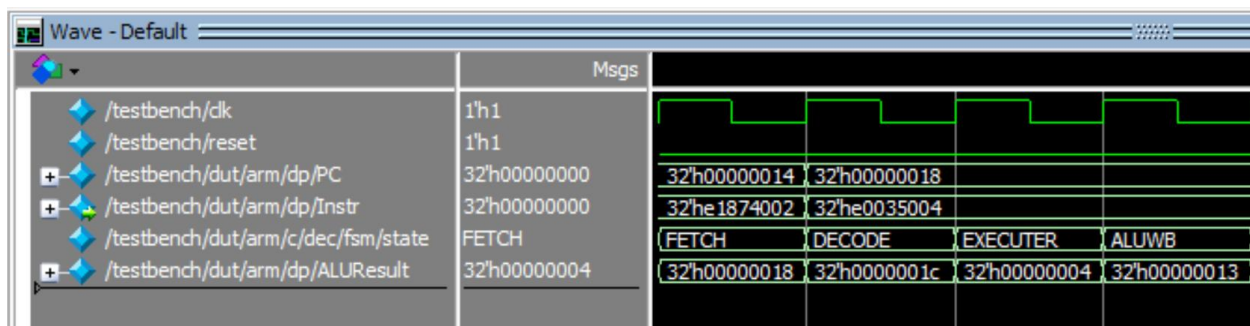 Wave - Default
Msgs
/testbench/clk 1'h1
/testbench/reset 1'h1
/testbench/dut/arm/dp/PC 32'h00000000 32'h00000014 32'h00000018
/testbench/dut/arm/dp/Instr 32'h00000000 32'he1874002 32'he0035004
/testbench/dut/arm/c/dec/fsm/state FETCH FETCH DECODE EXECUTER ALUWB
/testbench/dut/arm/dp/ALUResult 32'h00000004 32'h00000018 32'h0000001c 32'h00000004 32'h00000013